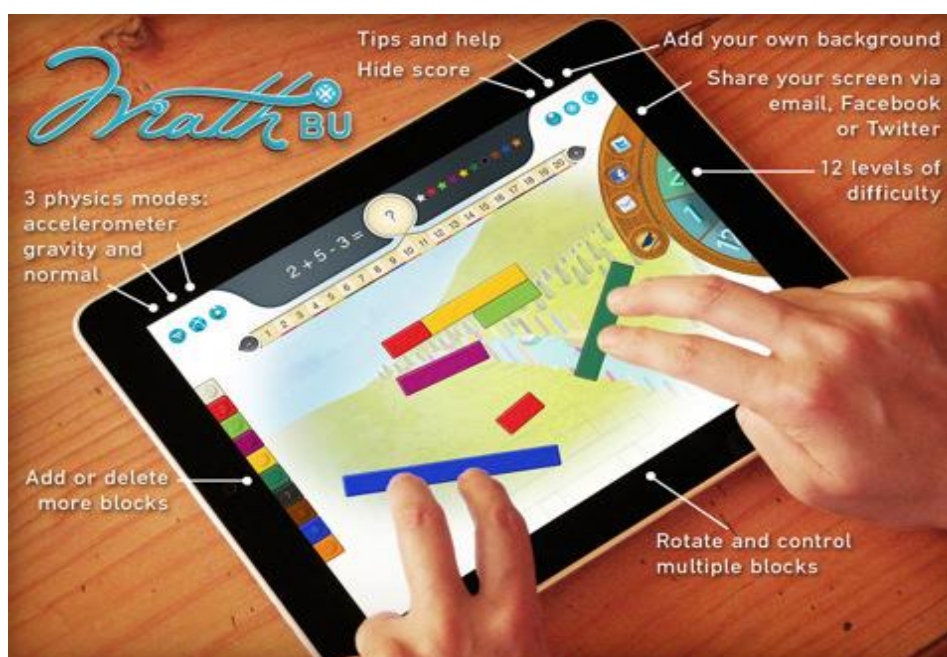 Math BU
Tips and help
Hide score
Add your own background
Share your screen via
email, Facebook
or Twitter
12 levels of
difficulty
3 physics modes:
accelerometer
gravity and
normal
2 + 5 - 3 = ?
1 2 3 4 5 6 7 8 9 10 11 12 13 14 15 16 17 18 19 20
2
1
12
Add or delete
more blocks
Rotate and control
multiple blocks